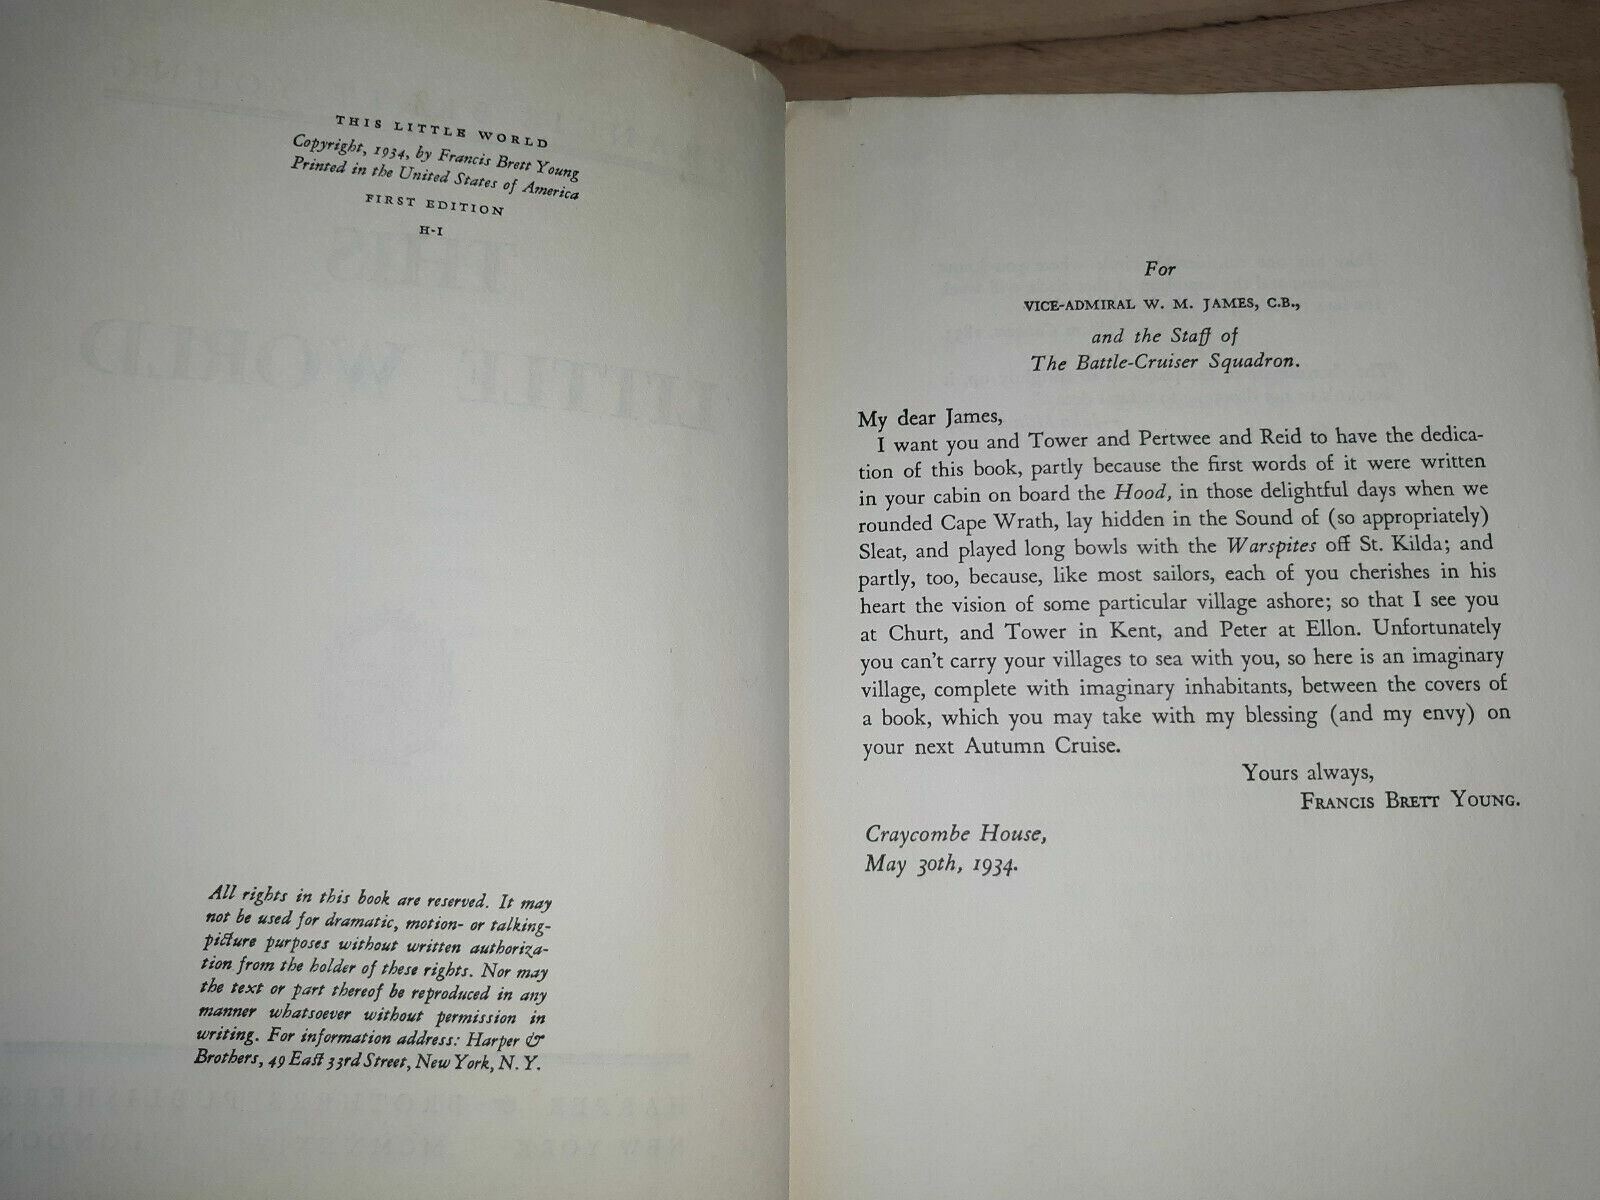 THIS LITTLE WORLD
Copyright, 1934, by Francis Brett Young
Printed in the United States of America
FIRST EDITION
H-I
All rights in this book are reserved. It may
not be used for dramatic, motion- or talking-
picture purposes without written authoriza-
tion from the holder of these rights. Nor may
the text or part thereof be reproduced in any
manner whatsoever without permission in
writing. For information address: Harper &
Brothers, 49 East 33rd Street, New York, N. Y.
For
VICE-ADMIRAL W. M. JAMES, C.B.,
and the Staff of
The Battle-Cruiser Squadron.
My dear James,
I want you and Tower and Pertwee and Reid to have the dedica-
tion of this book, partly because the first words of it were written
in your cabin on board the Hood, in those delightful days when we
rounded Cape Wrath, lay hidden in the Sound of (so appropriately)
Sleat, and played long bowls with the Warspites off St. Kilda; and
partly, too, because, like most sailors, each of you cherishes in his
heart the vision of some particular village ashore; so that I see you
at Churt, and Tower in Kent, and Peter at Ellon. Unfortunately
you can't carry your villages to sea with you, so here is an imaginary
village, complete with imaginary inhabitants, between the covers of
a book, which you may take with my blessing (and my envy) on
your next Autumn Cruise.
Yours always,
FRANCIS BRETT YOUNG.
Craycombe House,
May 30th, 1934.